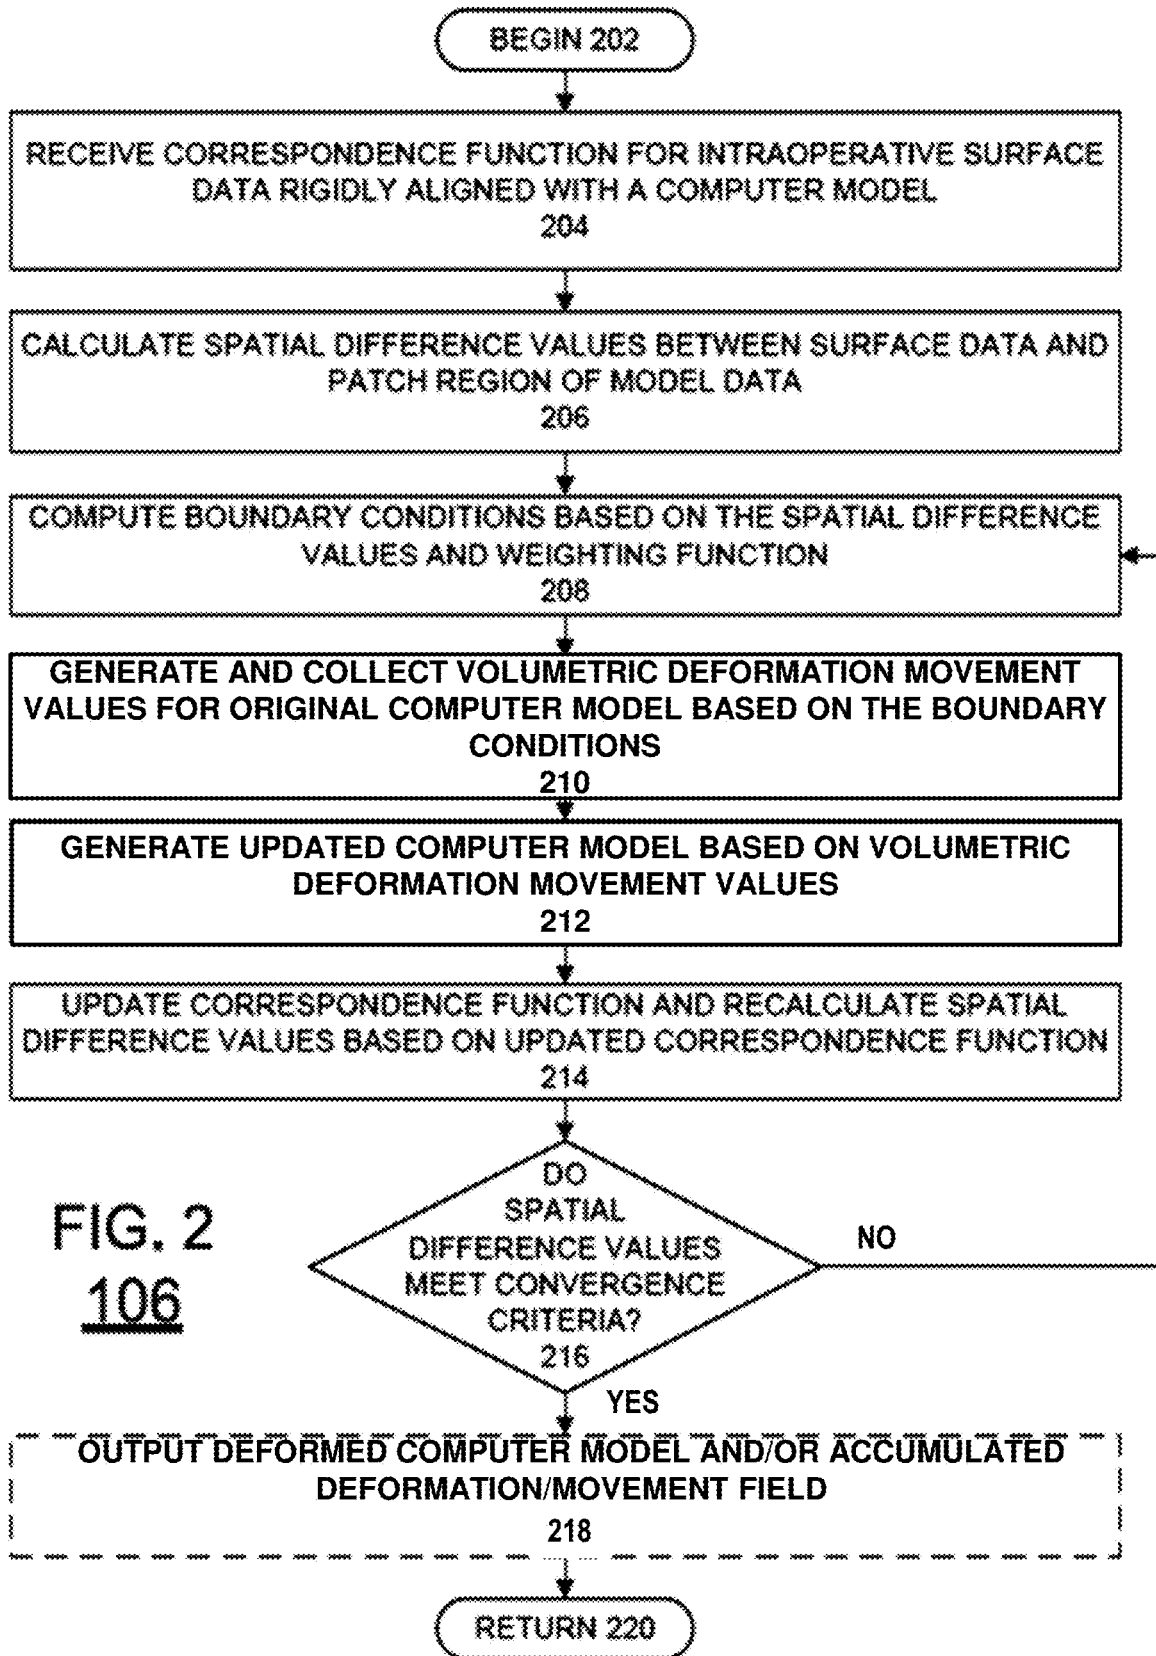 BEGIN 202
RECEIVE CORRESPONDENCE FUNCTION FOR INTRAOPERATIVE SURFACE
DATA RIGIDLY ALIGNED WITH A COMPUTER MODEL
204
CALCULATE SPATIAL DIFFERENCE VALUES BETWEEN SURFACE DATA AND
PATCH REGION OF MODEL DATA
206
COMPUTE BOUNDARY CONDITIONS BASED ON THE SPATIAL DIFFERENCE
VALUES AND WEIGHTING FUNCTION
208
GENERATE AND COLLECT VOLUMETRIC DEFORMATION MOVEMENT
VALUES FOR ORIGINAL COMPUTER MODEL BASED ON THE BOUNDARY
CONDITIONS
210
GENERATE UPDATED COMPUTER MODEL BASED ON VOLUMETRIC
DEFORMATION MOVEMENT VALUES
212
UPDATE CORRESPONDENCE FUNCTION AND RECALCULATE SPATIAL
DIFFERENCE VALUES BASED ON UPDATED CORRESPONDENCE FUNCTION
214
DO
SPATIAL
DIFFERENCE VALUES
MEET CONVERGENCE
CRITERIA?
216
NO
FIG. 2
106
YES
OUTPUT DEFORMED COMPUTER MODEL AND/OR ACCUMULATED
DEFORMATION/MOVEMENT FIELD
218
RETURN 220